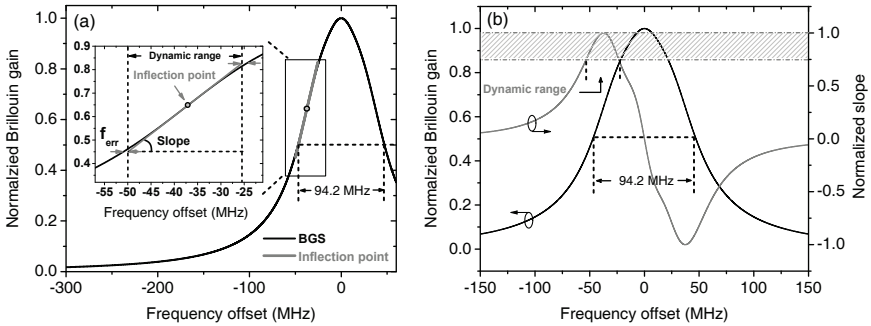 (a)
Normalzied Brillouin gain
1.0
0.8
0.6
0.4
0.2
0.0
-300
-200
-100
0
Frequency offset (MHz)
0.9
0.8
0.7
0.6
0.5
0.4
0.3
-55 -50 -45 -40 -35 -30 -25
Frequency offset (MHz)
Dynamic range
Inflection point
f_err
Slope
94.2 MHz
BGS
Inflection point
(b)
Normalzied Brillouin gain
1.0
0.8
0.6
0.4
0.2
0.0
-150 -100 -50 0 50 100 150
Frequency offset (MHz)
Dynamic range
94.2 MHz
1.0
0.5
0.0
-0.5
-1.0
Normalized slope